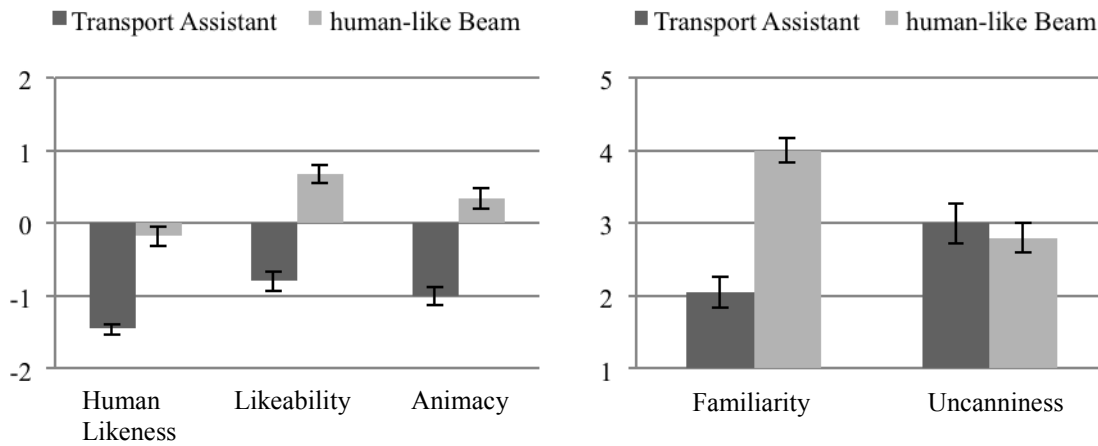 Transport Assistant human-like Beam
2
1
0
-1
-2
Human
Likeness
Likeability
Animacy
Transport Assistant human-like Beam
5
4
3
2
1
Familiarity
Uncanniness